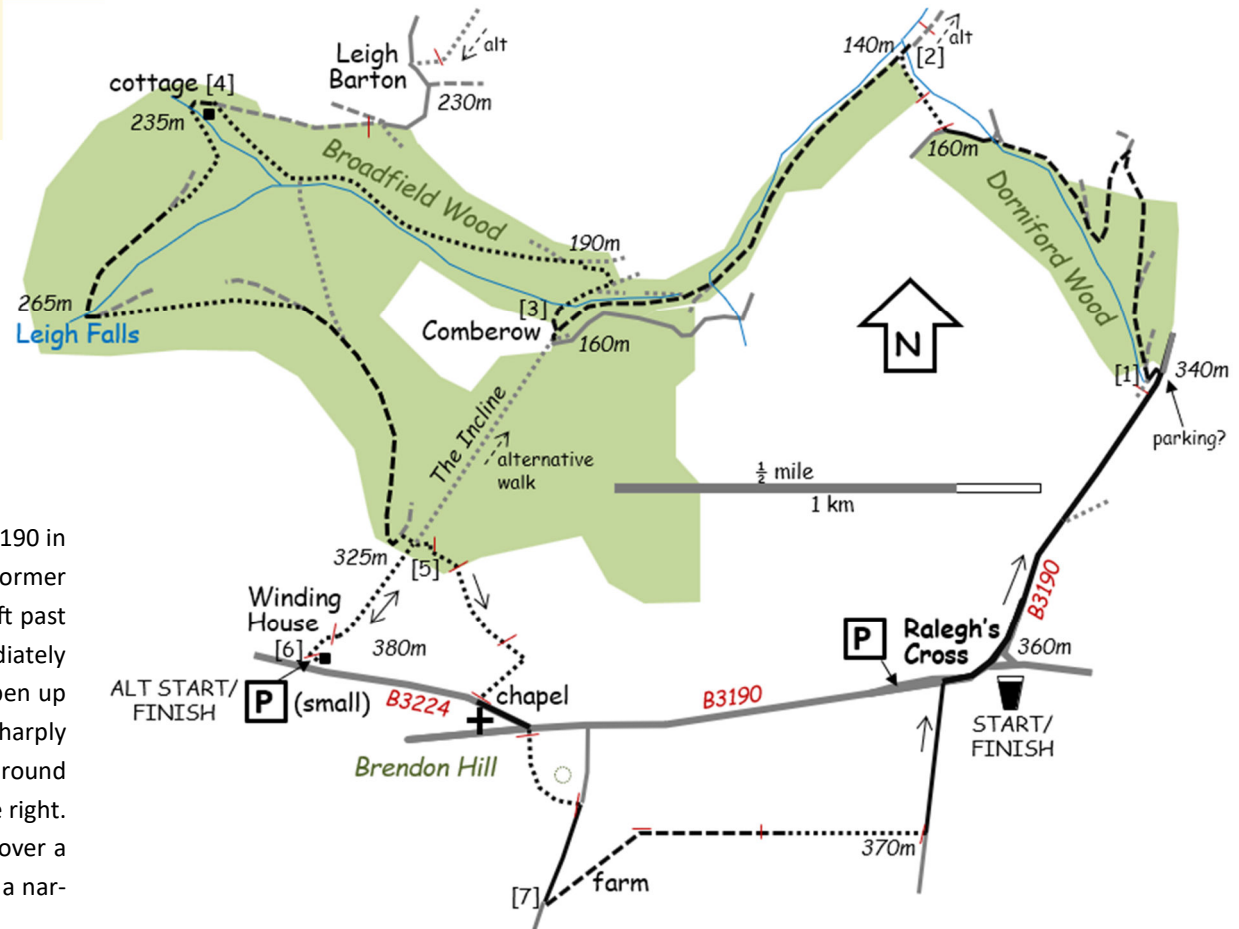 140m
[2]
alt
Leigh
Barton
alt
cottage [4]
230m
235m
160m
Broadfield Wood
Dorniford Wood
190m
265m
Leigh Falls
[3]
Comberow
160m
N
[1]
340m
parking?
The Incline
alternative
walk
½ mile
1 km
190 in
ormer
ft past
diately
pen up
harply
round
e right.
over a
a nar-
325m
[5]
B3190
Winding
House
[6]
380m
P
Ralegh's
Cross
360m
ALT START/
FINISH
P
(small)
B3224
chapel
B3190
START/
FINISH
Brendon Hill
370m
farm
[7]